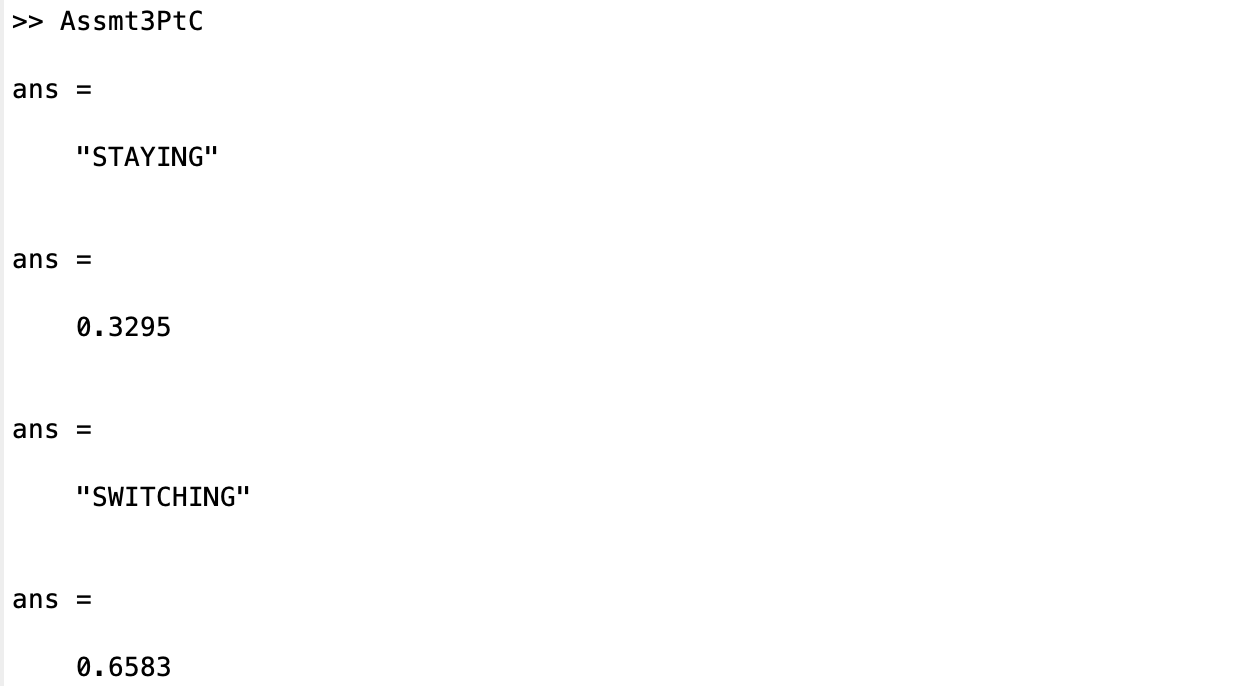 >> Assmt3PtC
ans =
"STAYING"
ans =
0.3295
ans =
"SWITCHING"
ans =
0.6583